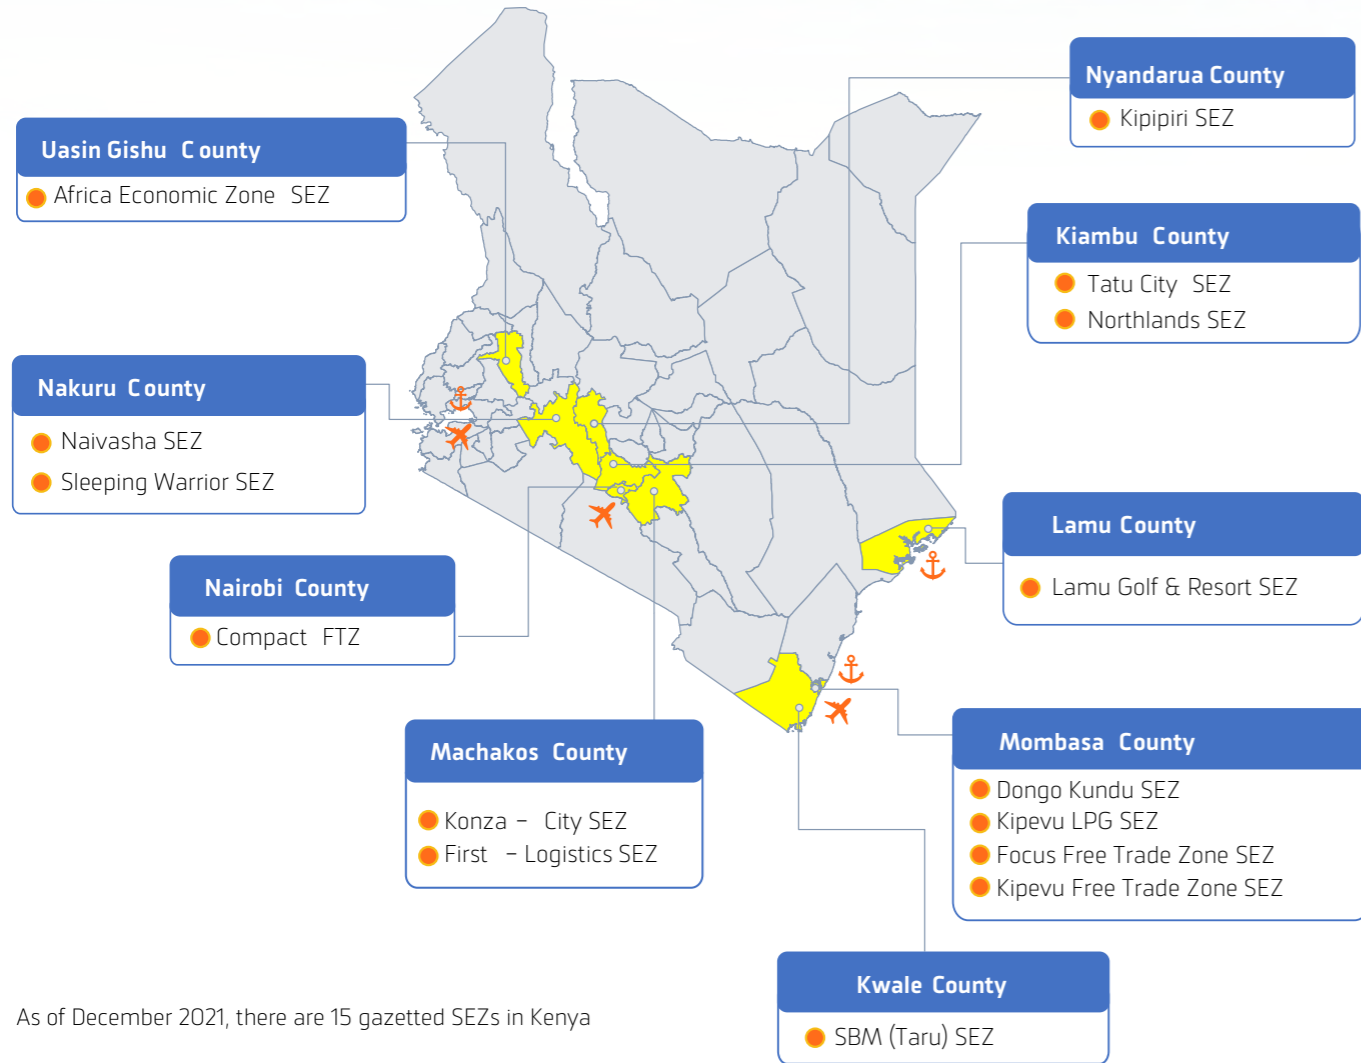 Nyandarua County
Kipipiri SEZ
Uasin Gishu County
Africa Economic Zone SEZ
Kiambu County
Tatu City SEZ
Northlands SEZ
Nakuru County
Naivasha SEZ
Sleeping Warrior SEZ
Lamu County
Lamu Golf & Resort SEZ
Nairobi County
Compact FTZ
Machakos County
Konza – City SEZ
First – Logistics SEZ
Mombasa County
Dongo Kundu SEZ
Kipevu LPG SEZ
Focus Free Trade Zone SEZ
Kipevu Free Trade Zone SEZ
Kwale County
SBM (Taru) SEZ
As of December 2021, there are 15 gazetted SEZs in Kenya